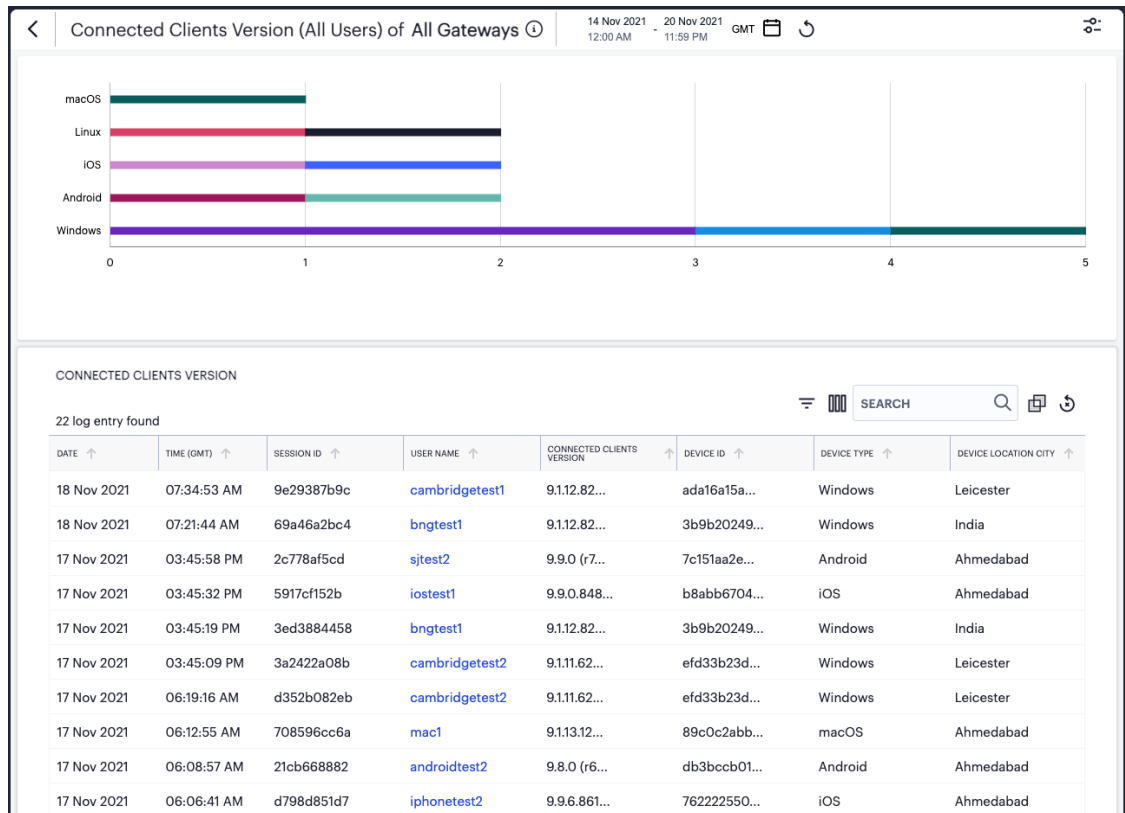 Connected Clients Version (All Users) of All Gateways
14 Nov 2021 12:00 AM - 20 Nov 2021 11:59 PM GMT
macOS
Linux
iOS
Android
Windows
0 1 2 3 4 5
CONNECTED CLIENTS VERSION
SEARCH
22 log entry found
DATE TIME (GMT) SESSION ID USER NAME CONNECTED CLIENTS VERSION DEVICE ID DEVICE TYPE DEVICE LOCATION CITY
18 Nov 2021 07:34:53 AM 9e29387b9c cambridgetest1 9.1.12.82... ada16a15a... Windows Leicester
18 Nov 2021 07:21:44 AM 69a46a2bc4 bngtest1 9.1.12.82... 3b9b20249... Windows India
17 Nov 2021 03:45:58 PM 2c778af5cd sjtest2 9.9.0 (r7... 7c151aa2e... Android Ahmedabad
17 Nov 2021 03:45:32 PM 5917cf152b iostest1 9.9.0.848... b8abb6704... iOS Ahmedabad
17 Nov 2021 03:45:19 PM 3ed3884458 bngtest1 9.1.12.82... 3b9b20249... Windows India
17 Nov 2021 03:45:09 PM 3a2422a08b cambridgetest2 9.1.11.62... efd33b23d... Windows Leicester
17 Nov 2021 06:19:16 AM d352b082eb cambridgetest2 9.1.11.62... efd33b23d... Windows Leicester
17 Nov 2021 06:12:55 AM 708596cc6a mac1 9.1.13.12... 89c0c2abb... macOS Ahmedabad
17 Nov 2021 06:08:57 AM 21cb668882 androidtest2 9.8.0 (r6... db3bccb01... Android Ahmedabad
17 Nov 2021 06:06:41 AM d798d851d7 iphonetest2 9.9.6.861... 762222550... iOS Ahmedabad